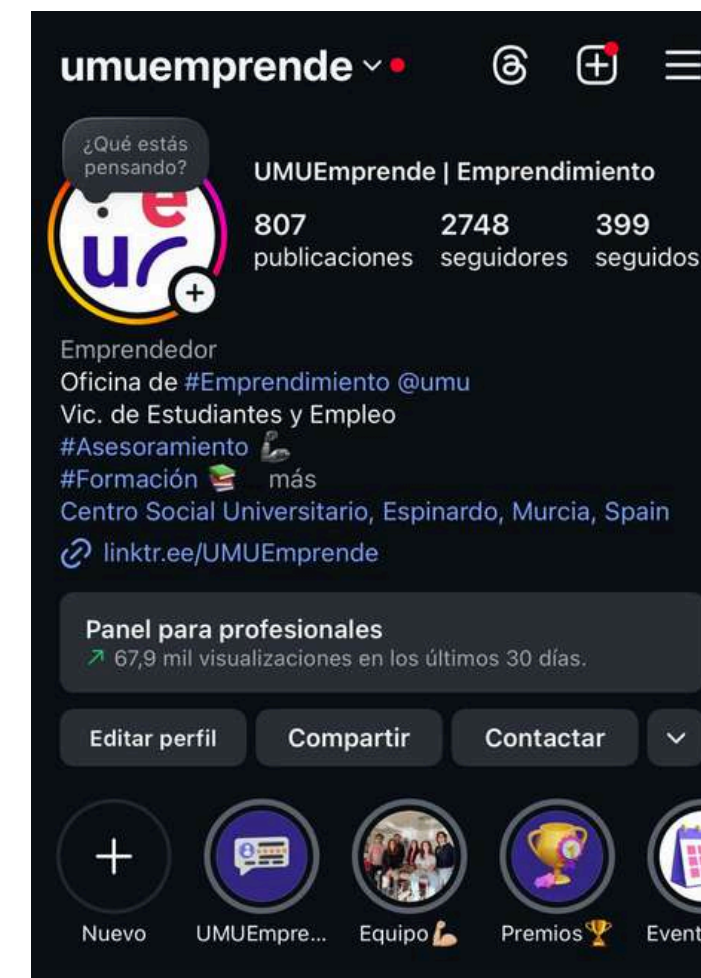 umuemprende
¿Qué estás
pensando?
eur
UMUEmprende | Emprendimiento
807 2748 399
publicaciones seguidores seguidos
Emprendedor
Oficina de #Emprendimiento @umu
Vic. de Estudiantes y Empleo
#Asesoramiento 🦾
#Formación 📚 más
Centro Social Universitario, Espinardo, Murcia, Spain
linktr.ee/UMUEmprende
Panel para profesionales
67,9 mil visualizaciones en los últimos 30 días.
Editar perfil Compartir Contactar
Nuevo UMUEmpre... Equipo💪🏼 Premios🏆 Event